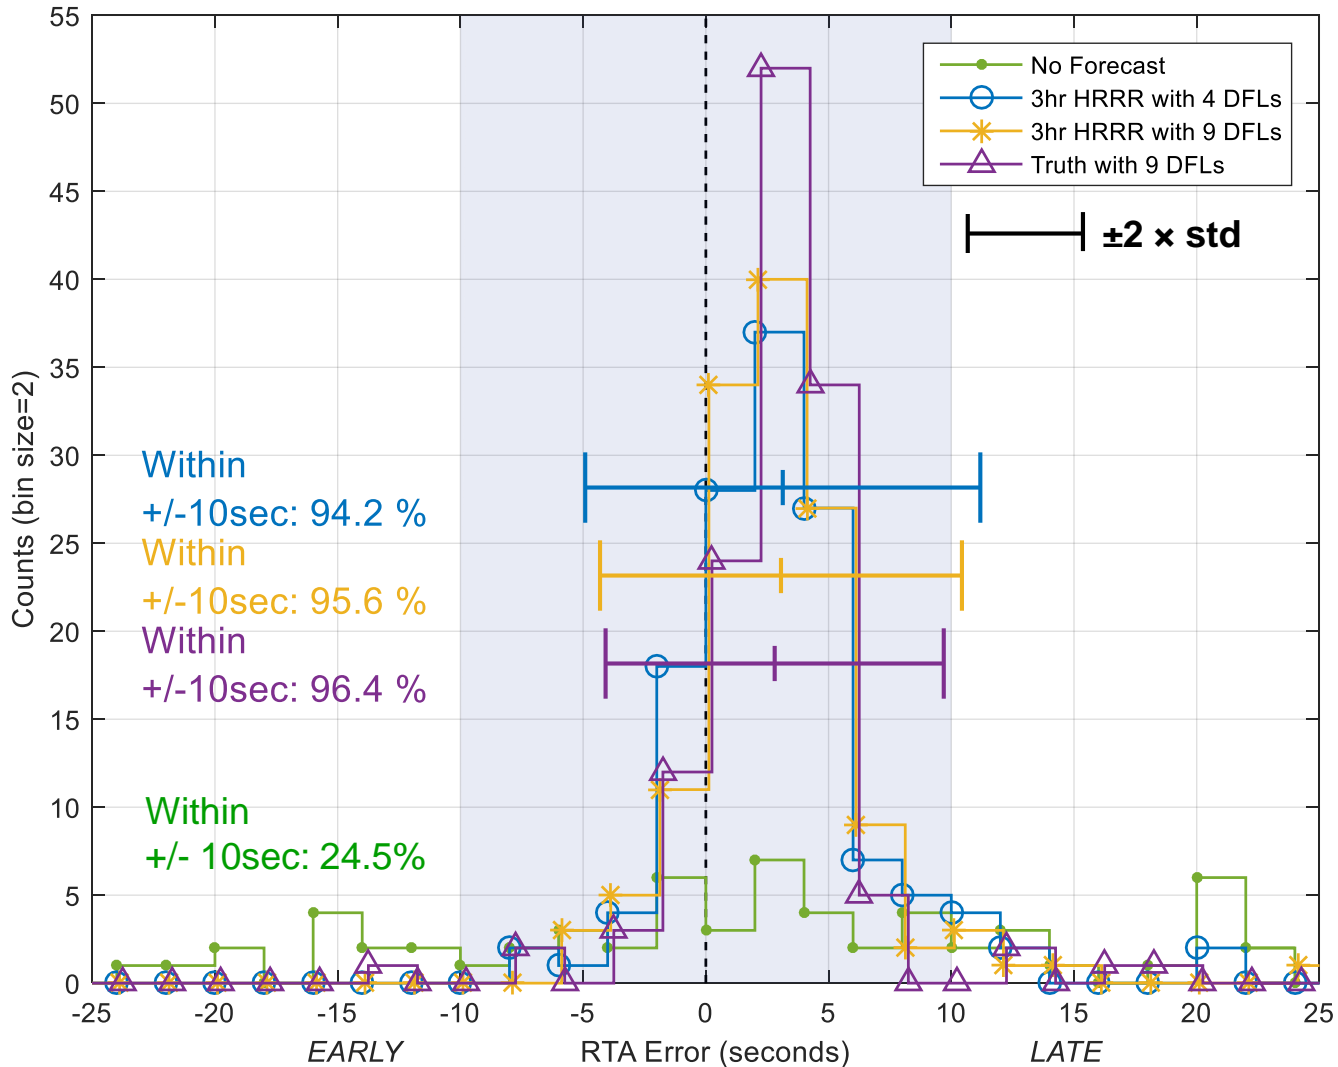 55
50
45
40
35
30
25
20
15
10
5
0
Counts (bin size=2)
No Forecast
3hr HRRR with 4 DFLs
3hr HRRR with 9 DFLs
Truth with 9 DFLs
±2 × std
Within
+/-10sec: 94.2 %
Within
+/-10sec: 95.6 %
Within
+/-10sec: 96.4 %
Within
+/- 10sec: 24.5%
-25 -20 -15 -10 -5 0 5 10 15 20 25
EARLY RTA Error (seconds) LATE